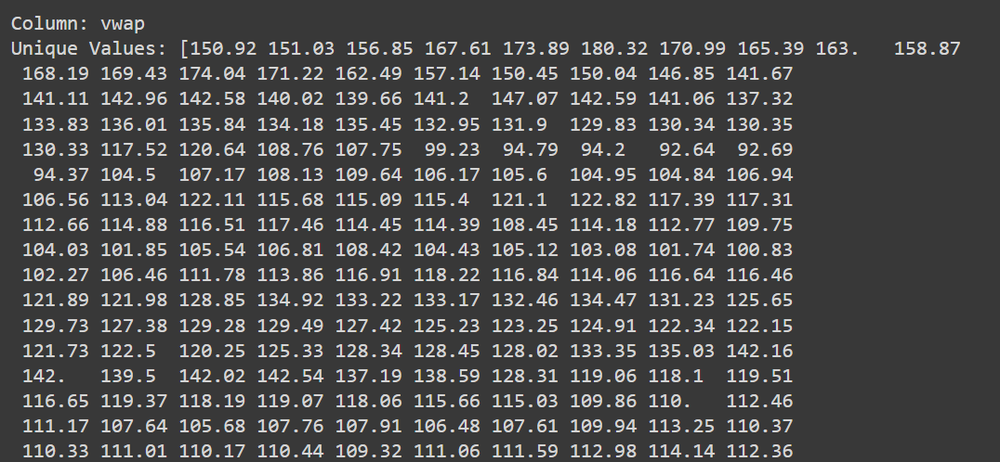 Column: vwap
Unique Values: [150.92 151.03 156.85 167.61 173.89 180.32 170.99 165.39 163.   158.87
 168.19 169.43 174.04 171.22 162.49 157.14 150.45 150.04 146.85 141.67
 141.11 142.96 142.58 140.02 139.66 141.2  147.07 142.59 141.06 137.32
 133.83 136.01 135.84 134.18 135.45 132.95 131.9  129.83 130.34 130.35
 130.33 117.52 120.64 108.76 107.75  99.23  94.79  94.2   92.64  92.69
  94.37 104.5  107.17 108.13 109.64 106.17 105.6  104.95 104.84 106.94
 106.56 113.04 122.11 115.68 115.09 115.4  121.1  122.82 117.39 117.31
 112.66 114.88 116.51 117.46 114.45 114.39 108.45 114.18 112.77 109.75
 104.03 101.85 105.54 106.81 108.42 104.43 105.12 103.08 101.74 100.83
 102.27 106.46 111.78 113.86 116.91 118.22 116.84 114.06 116.64 116.46
 121.89 121.98 128.85 134.92 133.22 133.17 132.46 134.47 131.23 125.65
 129.73 127.38 129.28 129.49 127.42 125.23 123.25 124.91 122.34 122.15
 121.73 122.5  120.25 125.33 128.34 128.45 128.02 133.35 135.03 142.16
 142.   139.5  142.02 142.54 137.19 138.59 128.31 119.06 118.1  119.51
 116.65 119.37 118.19 119.07 118.06 115.66 115.03 109.86 110.   112.46
 111.17 107.64 105.68 107.76 107.91 106.48 107.61 109.94 113.25 110.37
 110.33 111.01 110.17 110.44 109.32 111.06 111.59 112.98 114.14 112.36